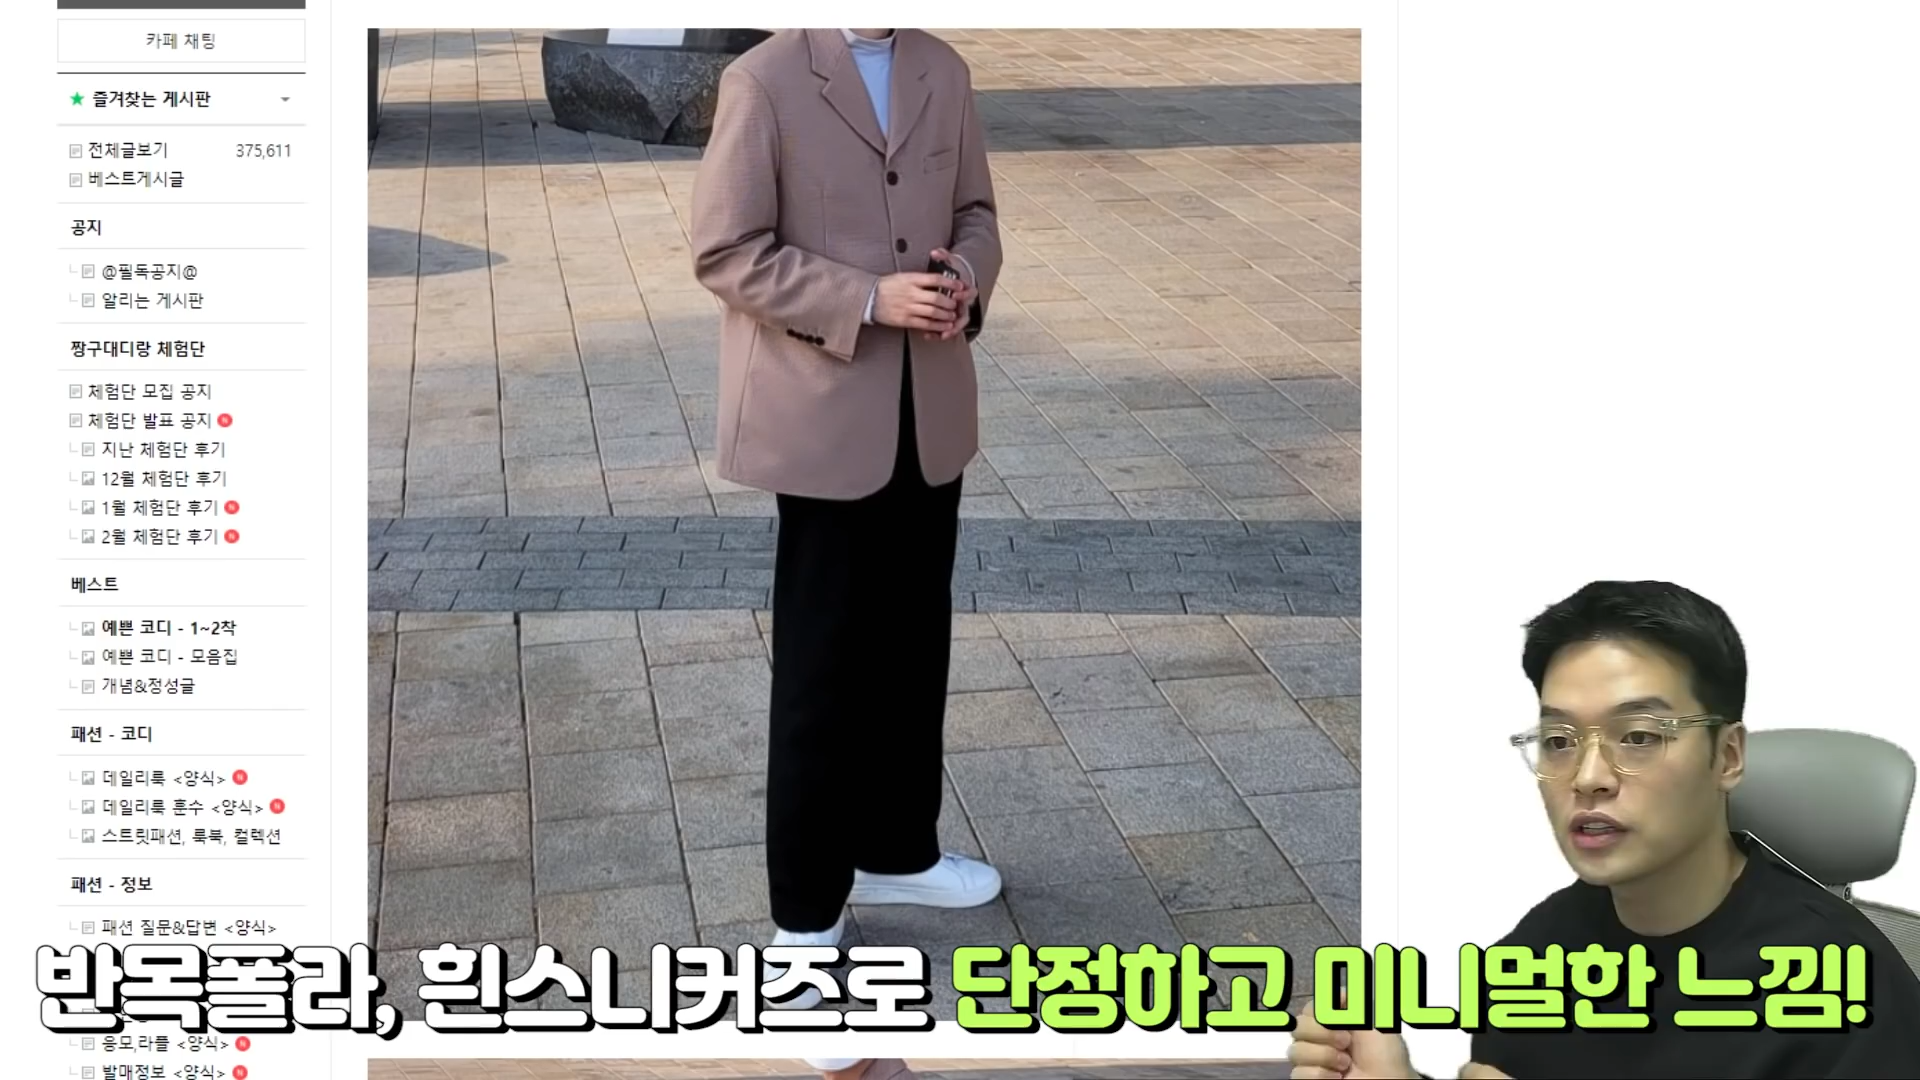 카페 채팅
★ 즐겨찾는 게시판
전체글보기 375,611
베스트게시글
공지
@필독공지@
알리는 게시판
짱구대디랑 체험단
체험단 모집 공지
체험단 발표 공지 N
지난 체험단 후기
12월 체험단 후기
1월 체험단 후기 N
2월 체험단 후기 N
베스트
예쁜 코디 - 1~2착
예쁜 코디 - 모음집
개념&정성글
패션 - 코디
데일리룩 <양식> N
데일리룩 훈수 <양식> N
스트릿패션, 룩북, 컬렉션
패션 - 정보
패션 질문&답변 <양식>
반목폴라, 흰스니커즈로 단정하고 미니멀한 느낌!
응모,라플 <양식> N
발매정보 <양식> N